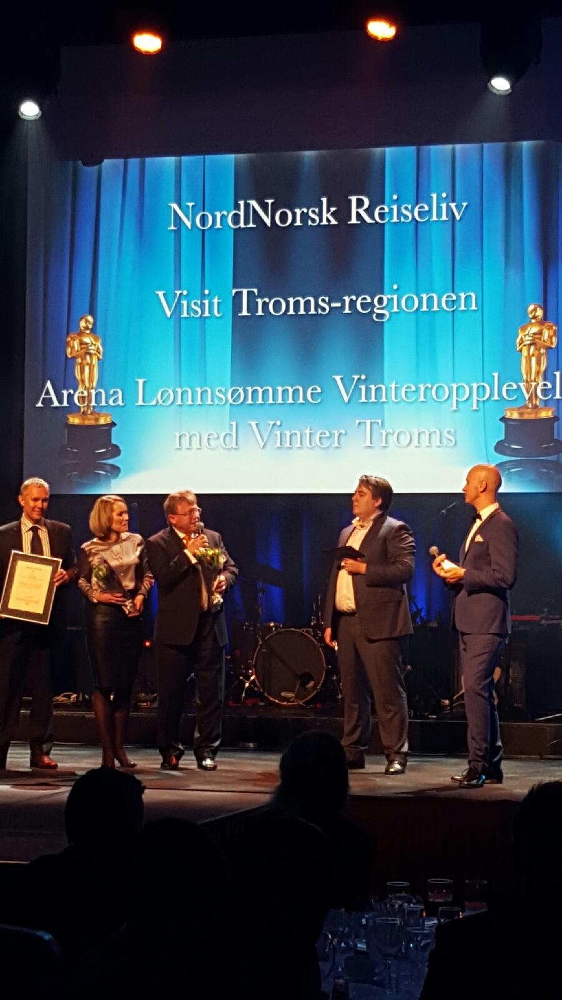 NordNorsk Reiseliv
Visit Troms-regionen
Arena Lønnsømme Vinteropplevel
med Vinter Troms